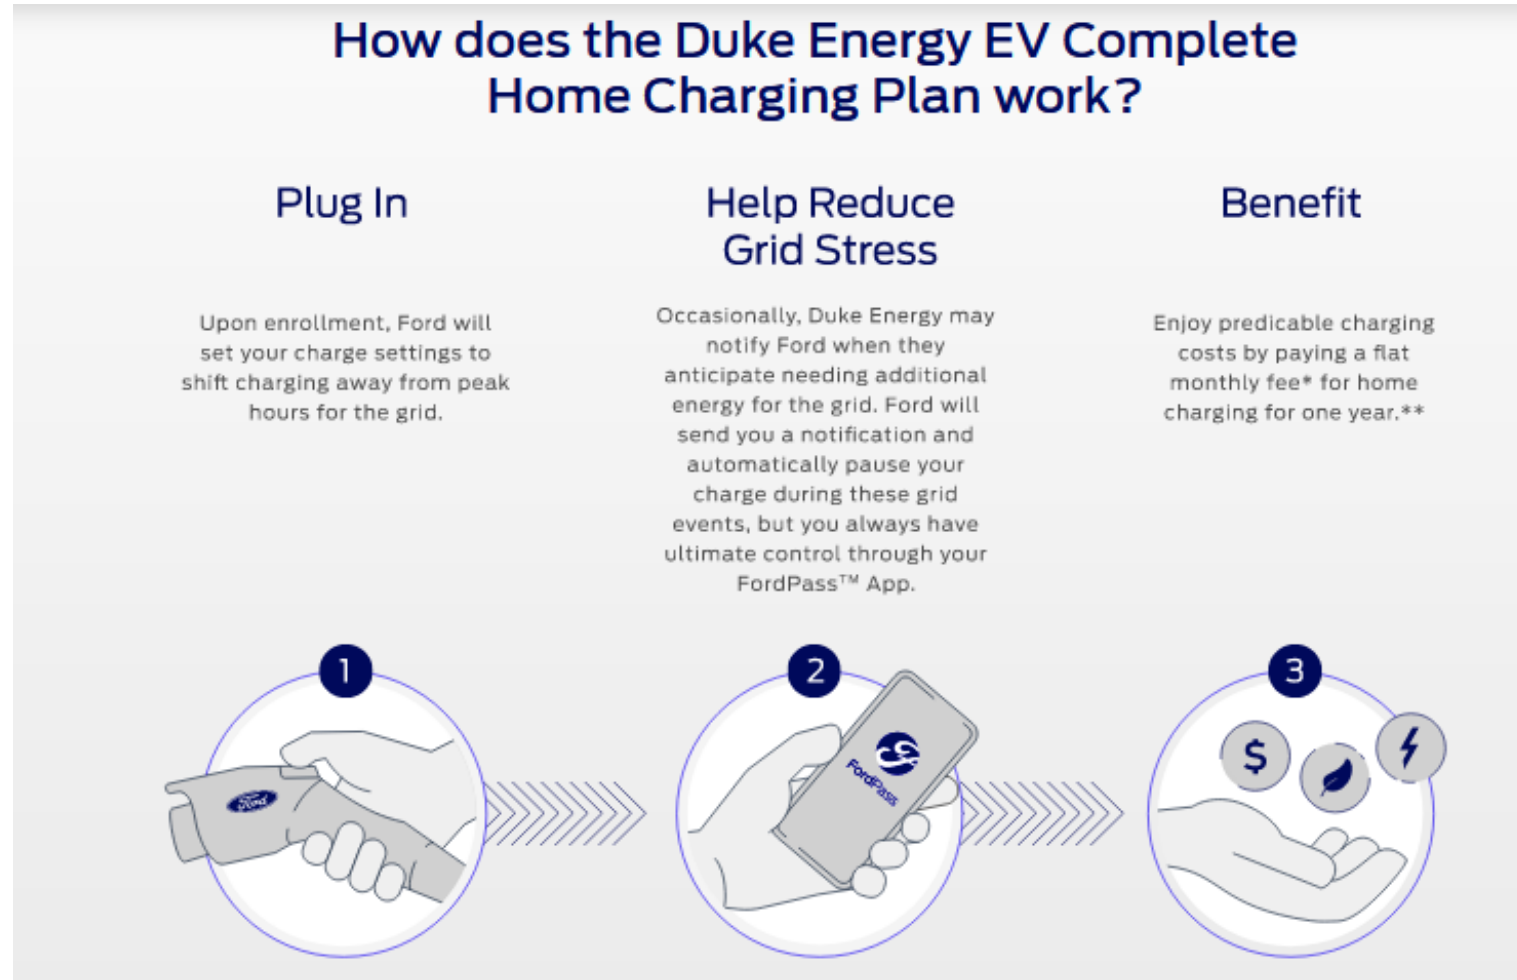 How does the Duke Energy EV Complete
Home Charging Plan work?
Plug In
Upon enrollment, Ford will
set your charge settings to
shift charging away from peak
hours for the grid.
Help Reduce
Grid Stress
Occasionally, Duke Energy may
notify Ford when they
anticipate needing additional
energy for the grid. Ford will
send you a notification and
automatically pause your
charge during these grid
events, but you always have
ultimate control through your
FordPass™ App.
Benefit
Enjoy predicable charging
costs by paying a flat
monthly fee* for home
charging for one year.**
1
Ford
2
FordPass
3
$